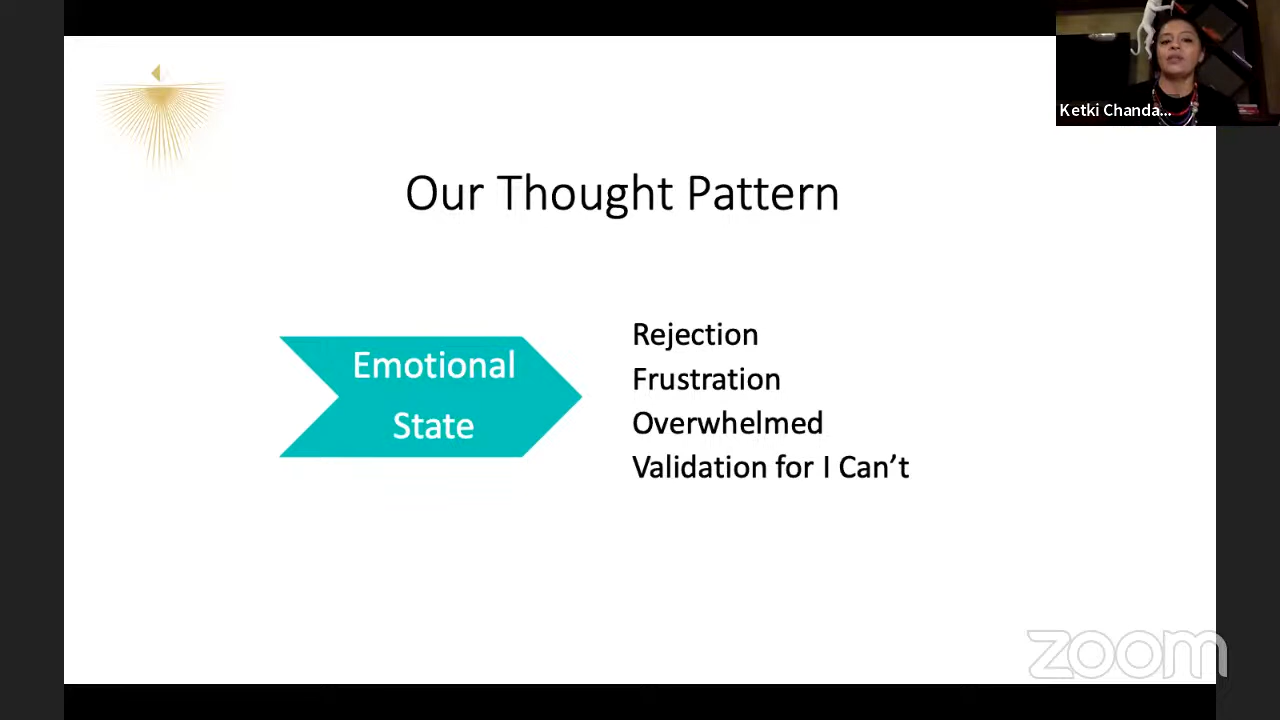 Ketki Chanda...
Our Thought Pattern
Emotional
State
Rejection
Frustration
Overwhelmed
Validation for I Can’t
zoom